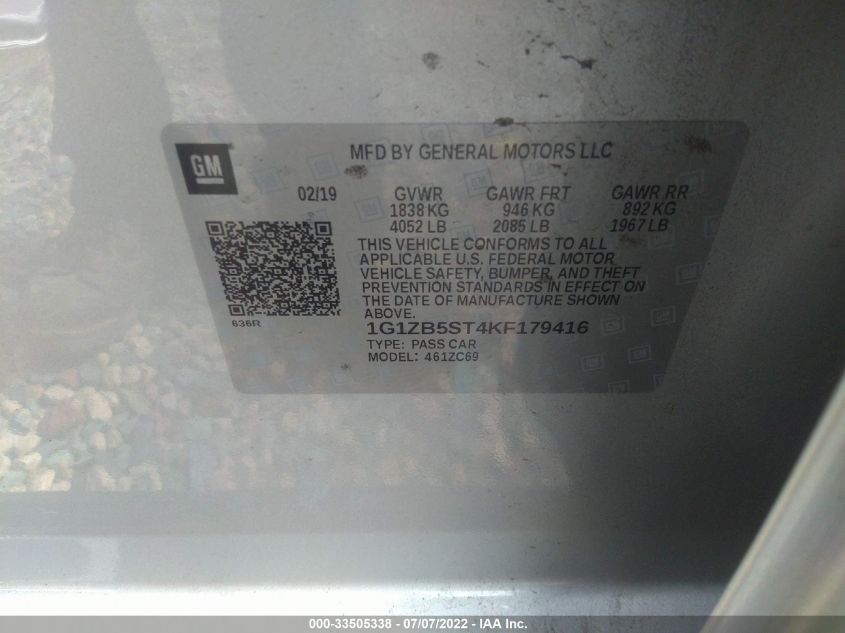 GM
MFD BY GENERAL MOTORS LLC
02/19 GVWR GAWR FRT GAWR RR
1838 KG 946 KG 892 KG
4052 LB 2085 LB 1967 LB
THIS VEHICLE CONFORMS TO ALL
APPLICABLE U.S. FEDERAL MOTOR
VEHICLE SAFETY, BUMPER, AND THEFT
PREVENTION STANDARDS IN EFFECT ON
THE DATE OF MANUFACTURE SHOWN
ABOVE.
636R
1G1ZB5ST4KF179416
TYPE: PASS CAR
MODEL: 461ZC69
000-33505338 - 07/07/2022 - IAA Inc.